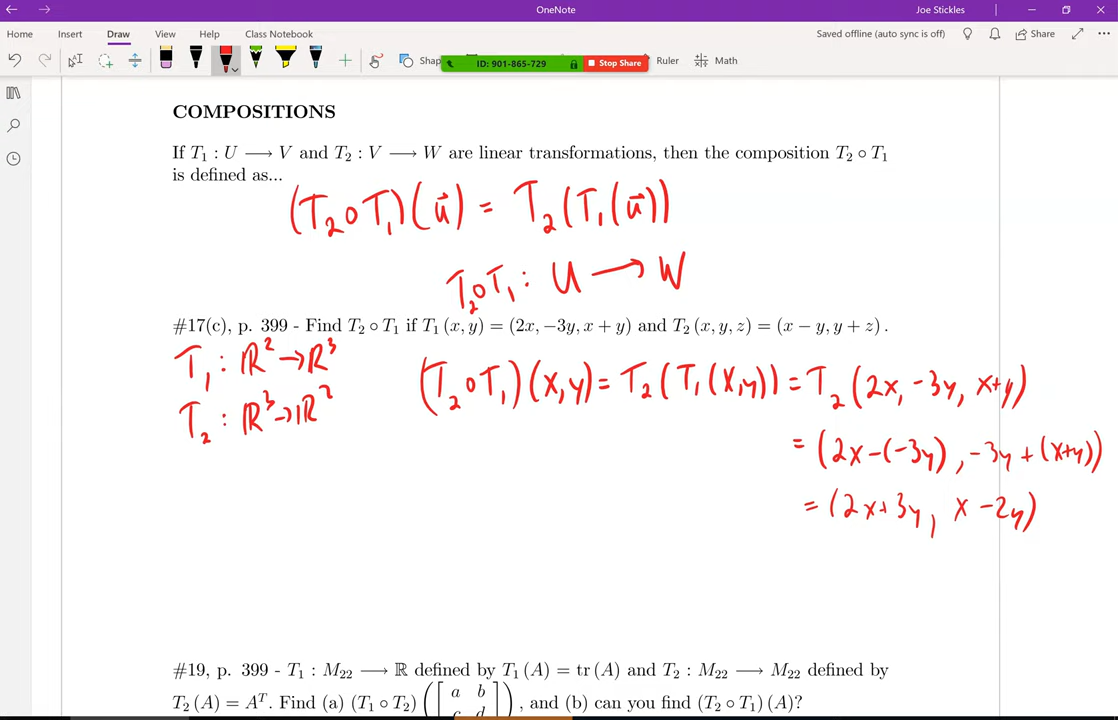 OneNote
Joe Stickles
Home Insert Draw View Help Class Notebook
Saved offline (auto sync is off) Share
Shap ID: 901-865-729 Stop Share Ruler Math
COMPOSITIONS
If T₁ : U ⟶ V and T₂ : V ⟶ W are linear transformations, then the composition T₂ ∘ T₁
is defined as...
(T₂∘T₁)(u⃗) = T₂(T₁(u⃗))
T₂∘T₁ : U ⟶ W
#17(c), p. 399 - Find T₂ ∘ T₁ if T₁ (x, y) = (2x, −3y, x + y) and T₂ (x, y, z) = (x − y, y + z) .
T₁ : ℝ² → ℝ³
T₂ : ℝ³ → ℝ²
(T₂∘T₁)(x,y) = T₂(T₁(x,y)) = T₂(2x, -3y, x+y)
= (2x-(-3y), -3y+(x+y))
= (2x+3y, x-2y)
#19, p. 399 - T₁ : M₂₂ ⟶ ℝ defined by T₁ (A) = tr (A) and T₂ : M₂₂ ⟶ M₂₂ defined by
T₂ (A) = Aᵀ. Find (a) (T₁ ∘ T₂) ([ a b
c d ]) , and (b) can you find (T₂ ∘ T₁) (A)?